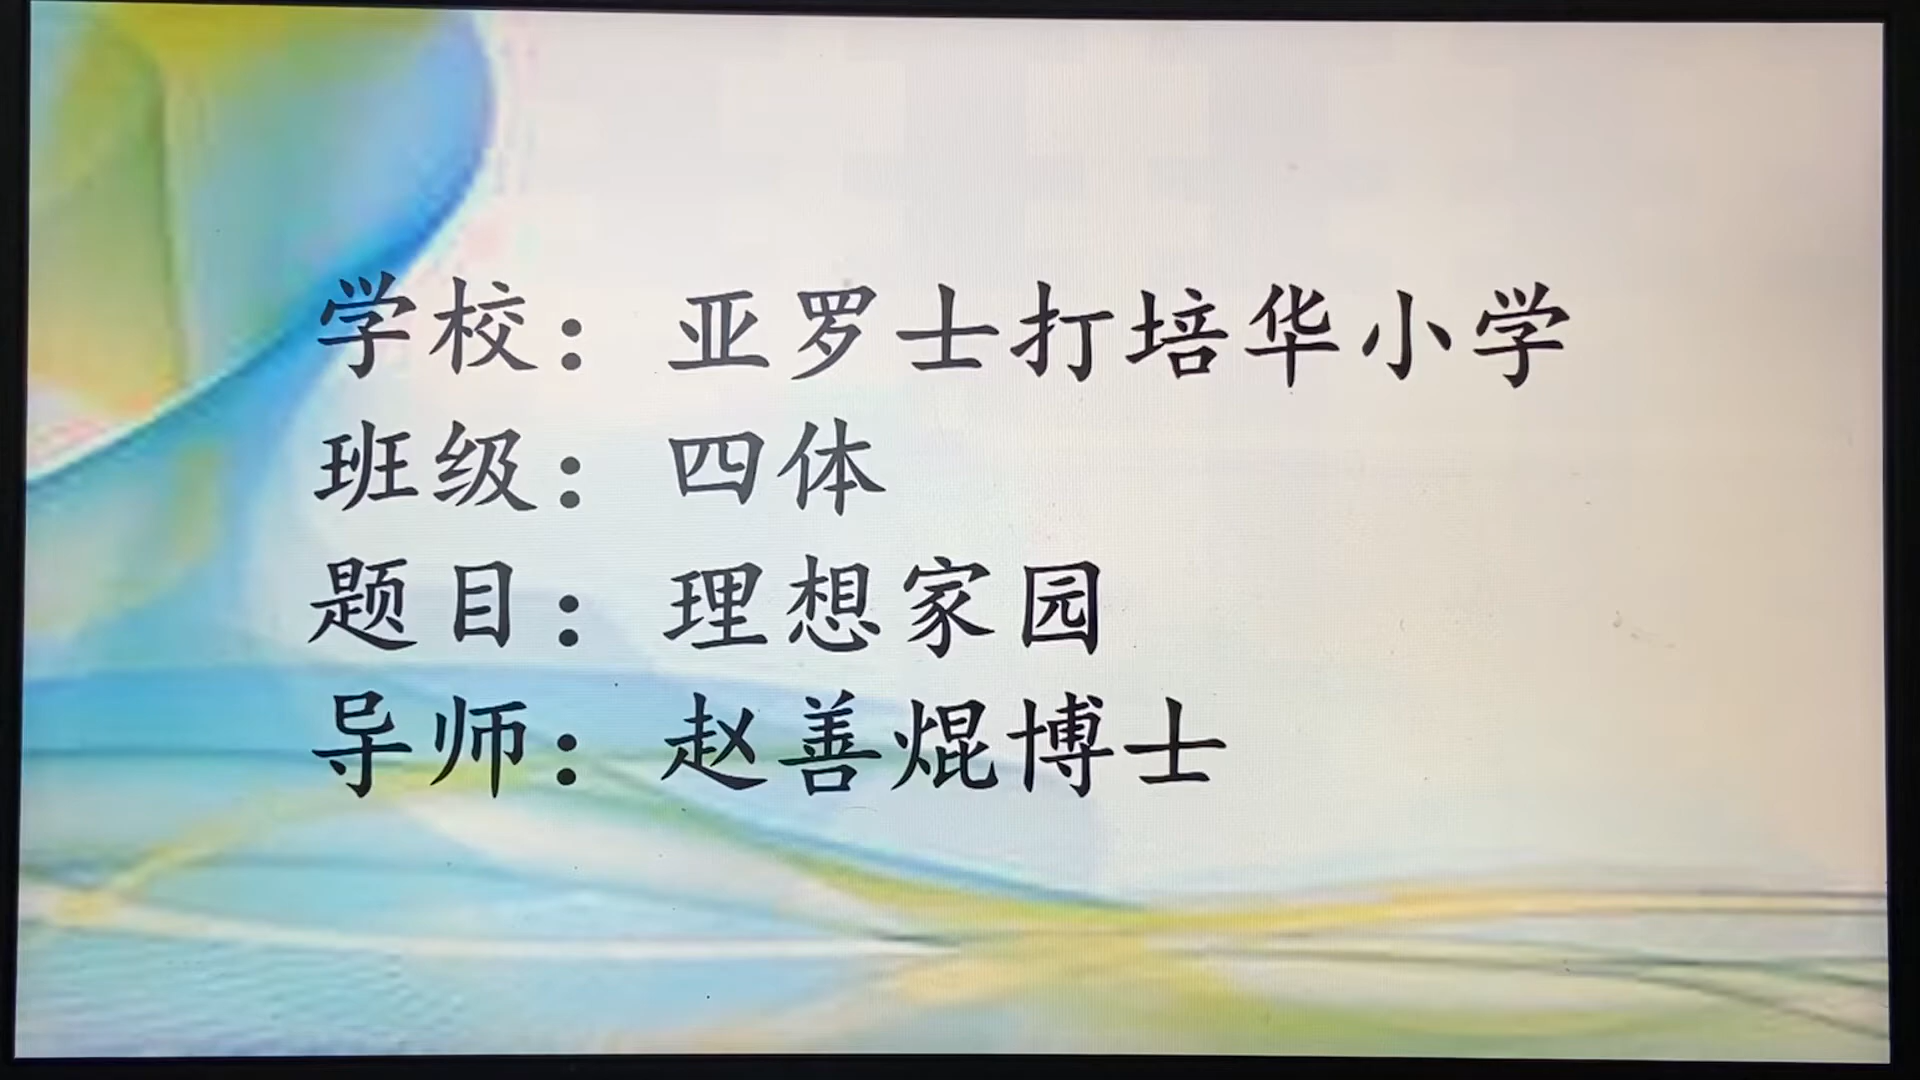 学校：亚罗士打培华小学
班级：四体
题目：理想家园
导师：赵善焜博士